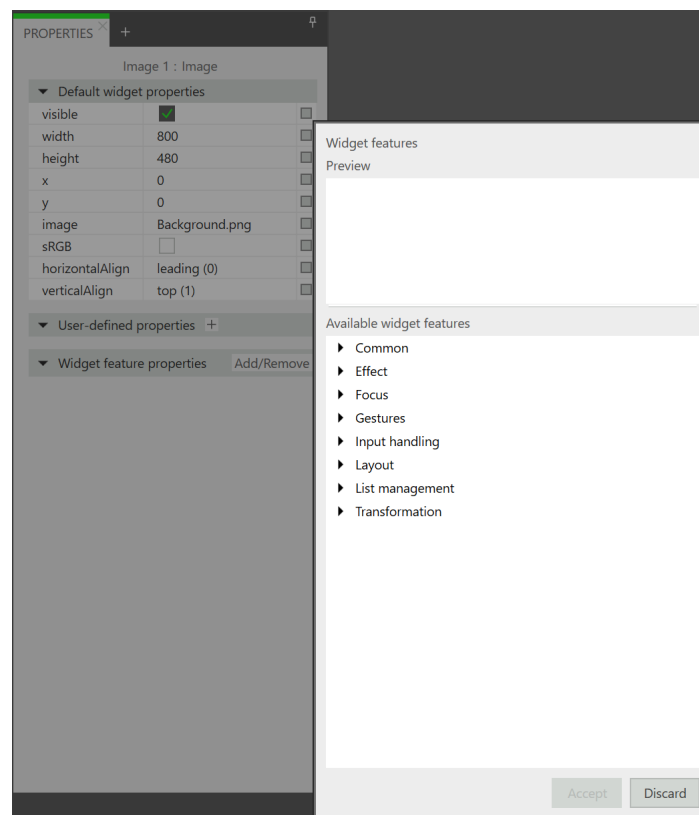 PROPERTIES
Image 1 : Image
Default widget properties
visible
width 800
height 480
x 0
y 0
image Background.png
sRGB
horizontalAlign leading (0)
verticalAlign top (1)
User-defined properties +
Widget feature properties Add/Remove
Widget features
Preview
Available widget features
Common
Effect
Focus
Gestures
Input handling
Layout
List management
Transformation
Accept Discard